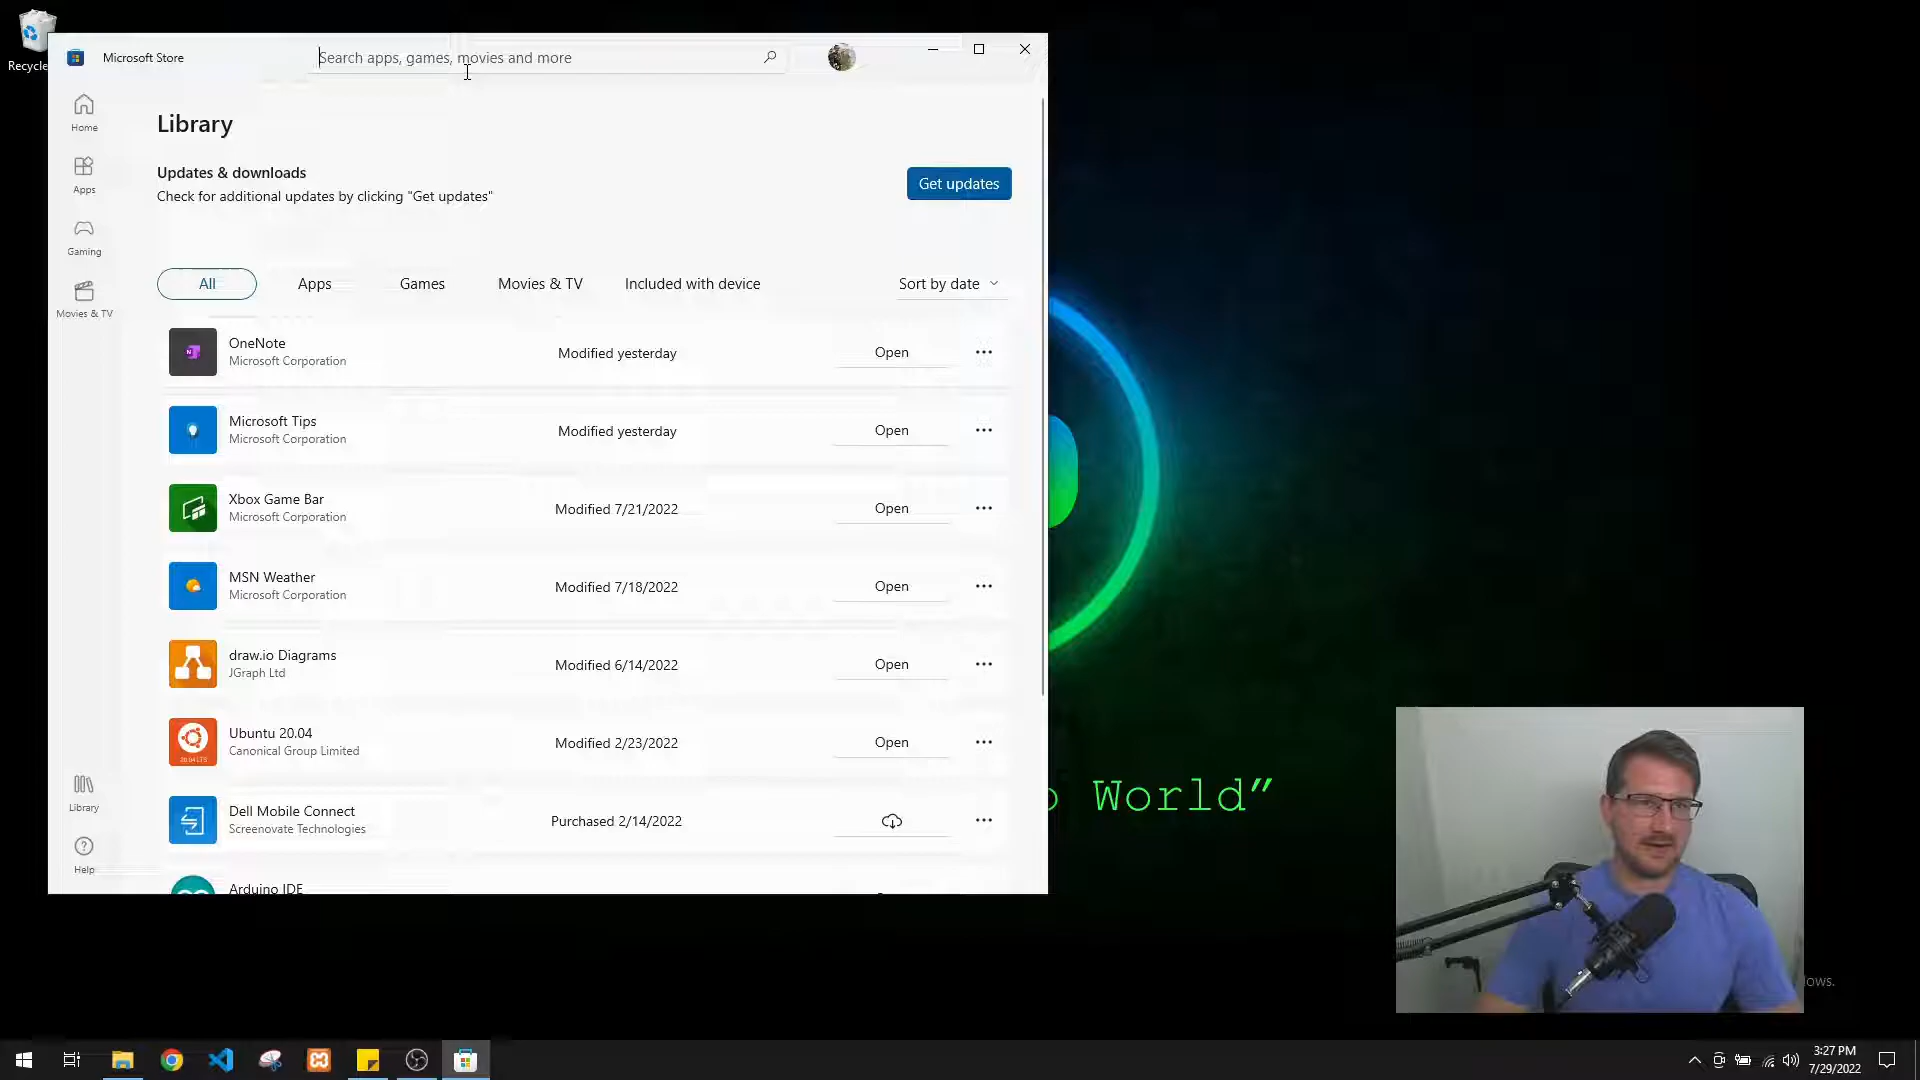 Recycle
Microsoft Store
Search apps, games, movies and more
Home
Apps
Gaming
Movies & TV
Library
Help
Library
Updates & downloads
Check for additional updates by clicking "Get updates"
Get updates
All
Apps
Games
Movies & TV
Included with device
Sort by date
OneNote
Microsoft Corporation
Modified yesterday
Open
Microsoft Tips
Microsoft Corporation
Modified yesterday
Open
Xbox Game Bar
Microsoft Corporation
Modified 7/21/2022
Open
MSN Weather
Microsoft Corporation
Modified 7/18/2022
Open
draw.io Diagrams
JGraph Ltd
Modified 6/14/2022
Open
Ubuntu 20.04
Canonical Group Limited
Modified 2/23/2022
Open
20.04 LTS
Dell Mobile Connect
Screenovate Technologies
Purchased 2/14/2022
Arduino IDE
o World”
ows.
3:27 PM
7/29/2022